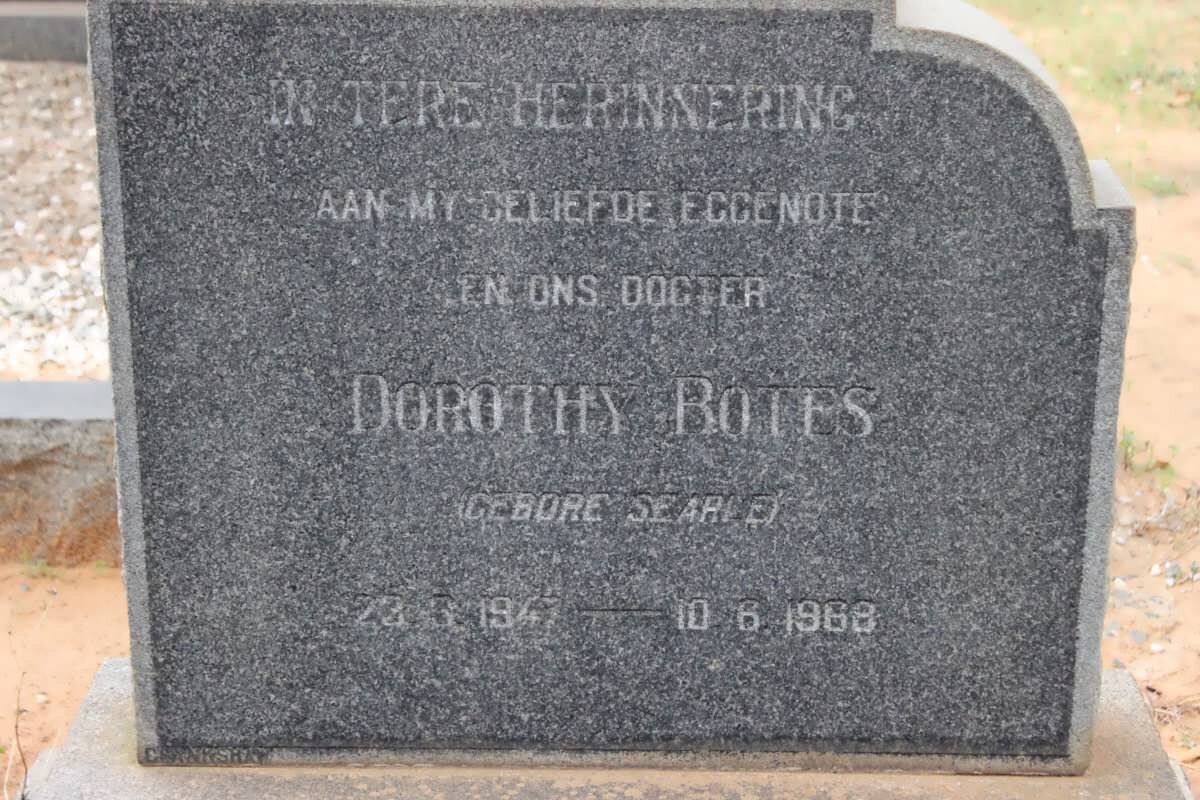 IN TERE HERINNERING
AAN MY GELIEFDE EGGENOTE
EN ONS DOGTER
DOROTHY BOTES
(GEBORE SEARLE)
23.3.1947 — 10.6.1968